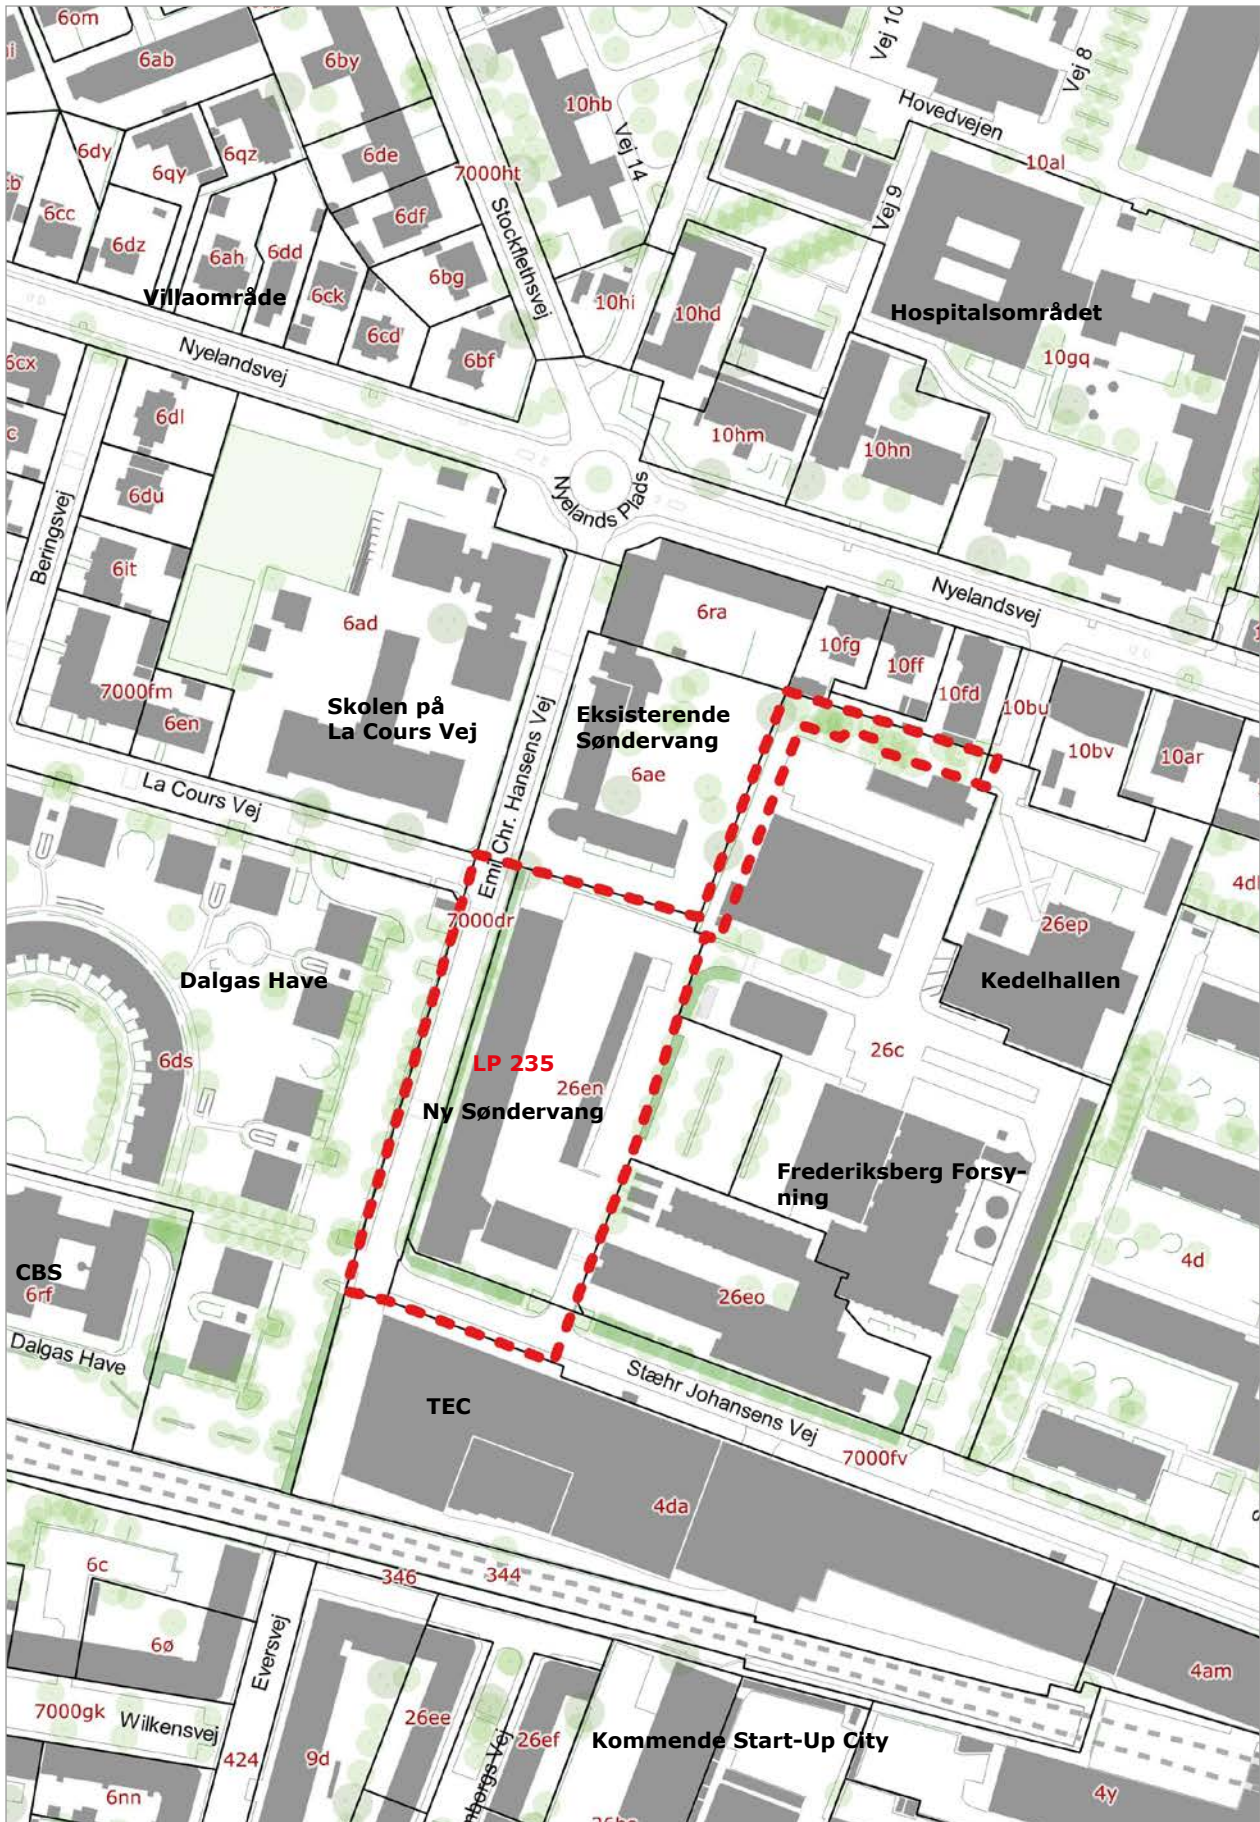 6om
6ab
6by
Vej 10
Vej 8
10hb
Hovedvejen
6dy
6qz
6qy
6de
7000ht
Vej 14
10al
6cc
6dz
6df
Stockflethsvej
Vej 9
6ah
6dd
6bg
10hi
10hd
Villaområde
6ck
Hospitalsområdet
6cx
Nyelandsvej
6cd
6bf
10gq
6dl
10hm
10hn
Beringsvej
6du
Nyelands Plads
6it
Nyelandsvej
6ad
6ra
10fg
10ff
7000fm
10fd
6en
Skolen på
La Cours Vej
Eksisterende
Søndervang
10bu
10bv
10ar
6ae
La Cours Vej
Emil Chr. Hansens Vej
7000dr
26ep
Dalgas Have
Kedelhallen
6ds
LP 235
26en
26c
Ny Søndervang
Frederiksberg Forsy-
ning
CBS
6rf
4d
26eo
Dalgas Have
Stæhr Johansens Vej
TEC
7000fv
4da
6c
346
344
6ø
Eversvej
4am
7000gk
Wilkensvej
26ee
26ef
Kommende Start-Up City
424
9d
6nn
nborgs Vej
4y